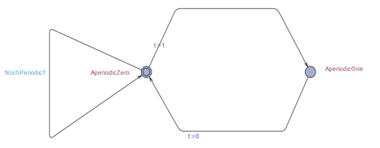 t:=1
NochPeriodic?
AperiodicZero
AperiodicOne
t:=0